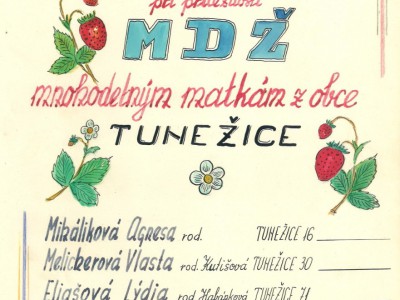 pri príležitosti
MDŽ
mnohodetným matkám z obce
TUNEŽICE
Miháliková Agnesa rod. TUNEŽICE 16
Melicherová Vlasta rod. Kutišová TUNEŽICE 30
Eliašová Lýdia rod. Habánková TUNEŽICE 71